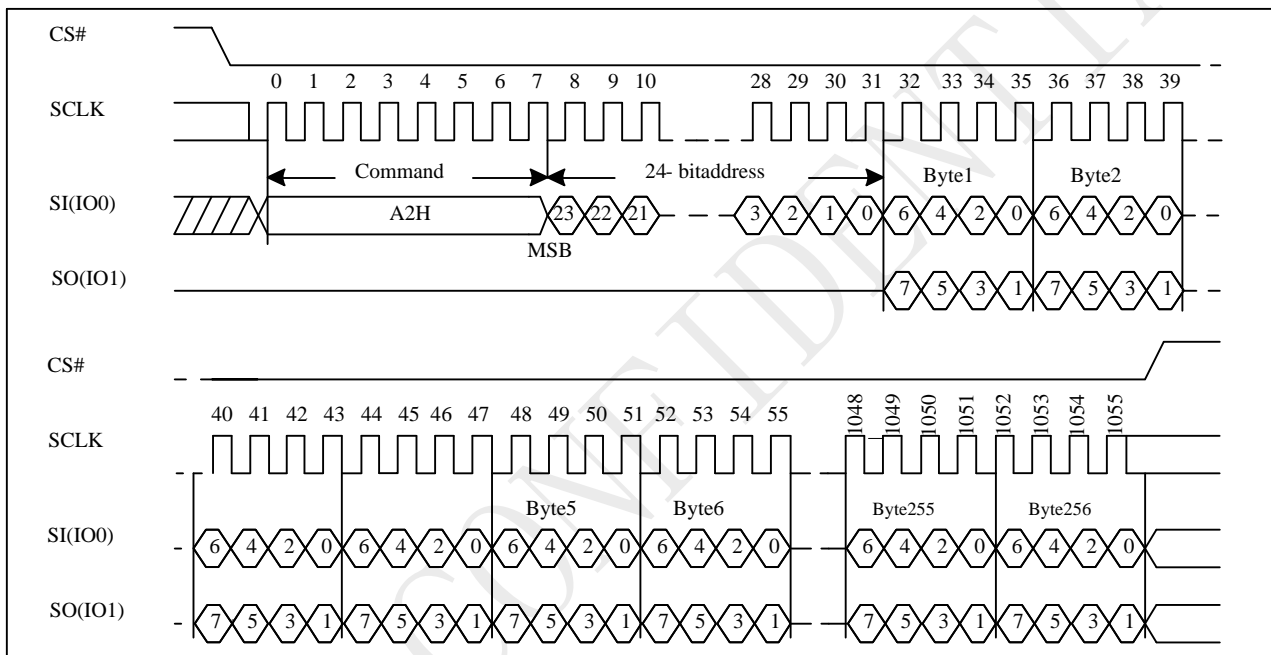 CS#
0 1 2 3 4 5 6 7 8 9 10 28 29 30 31 32 33 34 35 36 37 38 39
SCLK
Command 24- bitaddress Byte1 Byte2
SI(IO0) A2H 23 22 21 3 2 1 0 6 4 2 0 6 4 2 0
MSB
SO(IO1) 7 5 3 1 7 5 3 1
CS#
40 41 42 43 44 45 46 47 48 49 50 51 52 53 54 55 1048 1049 1050 1051 1052 1053 1054 1055
SCLK
Byte5 Byte6 Byte255 Byte256
SI(IO0) 6 4 2 0 6 4 2 0 6 4 2 0 6 4 2 0 6 4 2 0 6 4 2 0
SO(IO1) 7 5 3 1 7 5 3 1 7 5 3 1 7 5 3 1 7 5 3 1 7 5 3 1
CONFIDENTIA